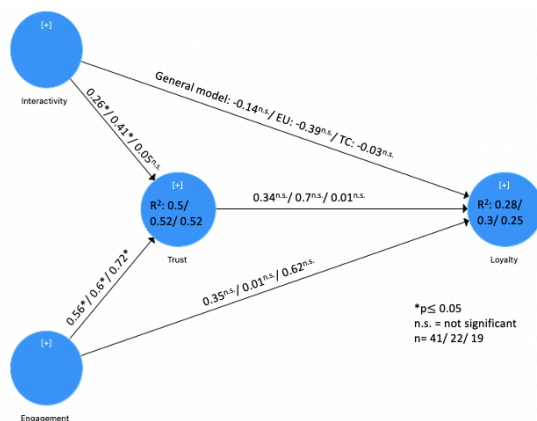 [+]
Interactivity
General model: -0.14n.s./ EU: -0.39n.s./ TC: -0.03n.s.
0.26*/ 0.41*/ 0.05n.s.
[+]
R2: 0.5/
0.52/ 0.52
Trust
0.34n.s./ 0.7n.s./ 0.01n.s.
[+]
R2: 0.28/
0.3/ 0.25
Loyalty
0.56*/ 0.6*/ 0.72*
0.35n.s./ 0.01n.s./ 0.62n.s.
[+]
Engagement
*p≤ 0.05
n.s. = not significant
n= 41/ 22/ 19